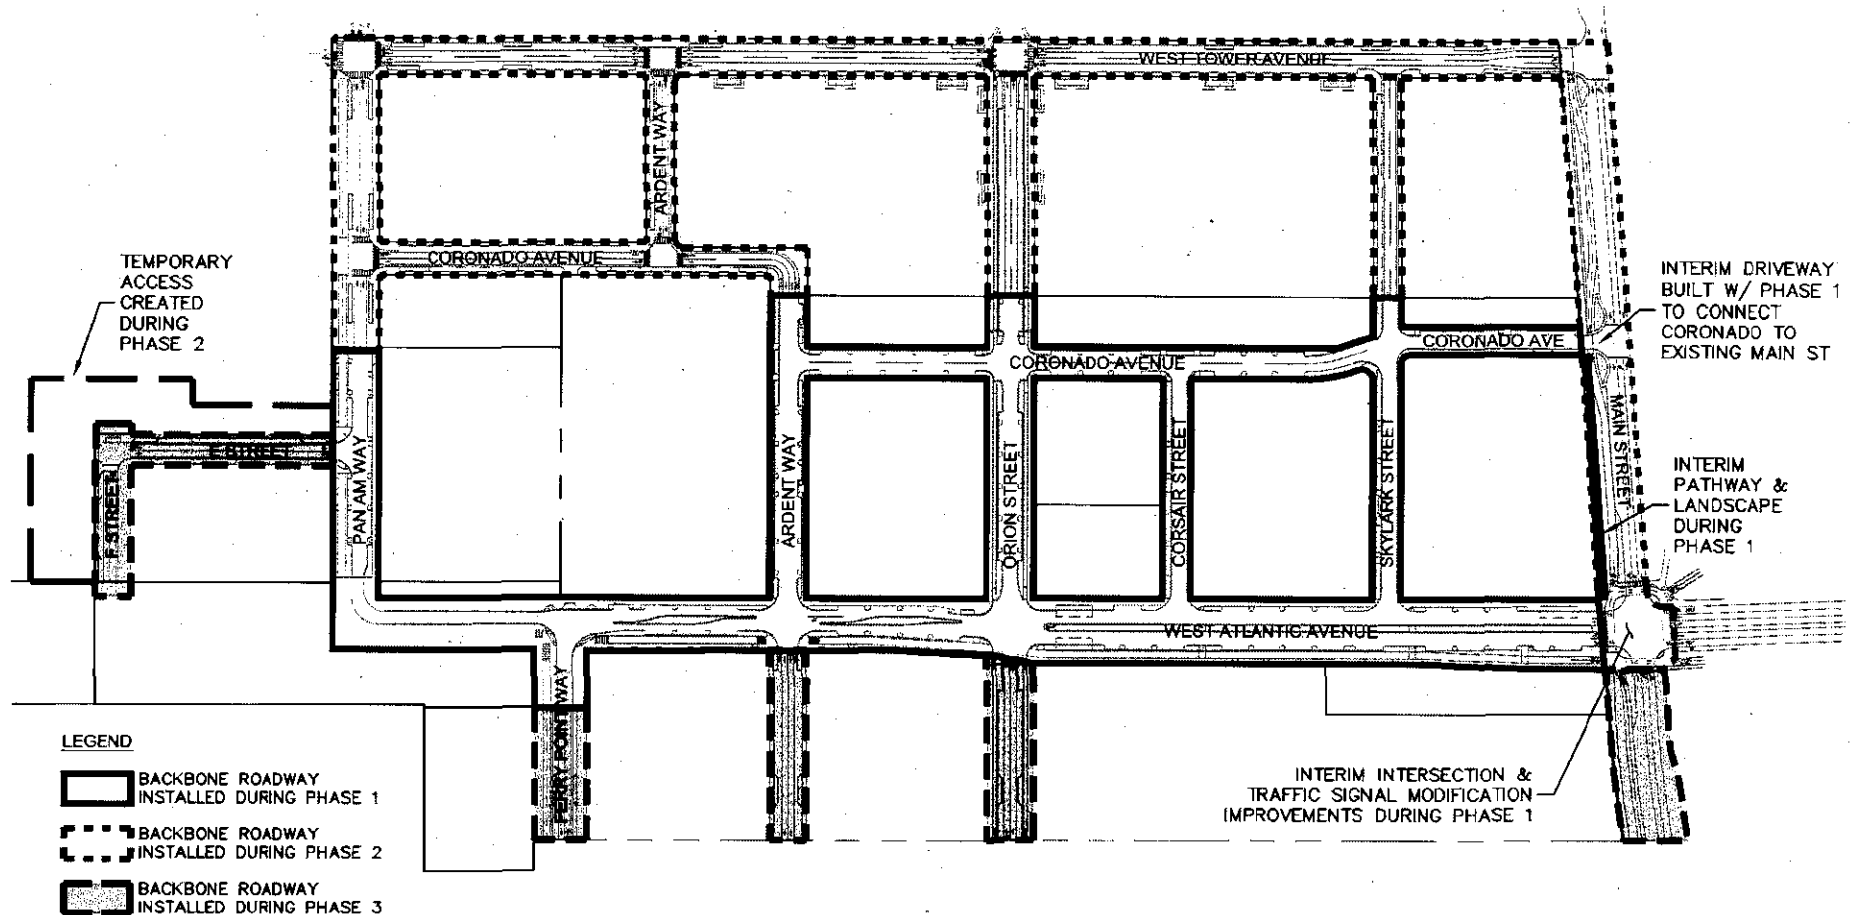 WEST TOWER AVENUE
ARDENT WAY
CORONADO AVENUE
TEMPORARY
ACCESS
CREATED
DURING
PHASE 2
INTERIM DRIVEWAY
BUILT W/ PHASE 1
TO CONNECT
CORONADO TO
EXISTING MAIN ST
CORONADO AVENUE
CORONADO AVE
E STREET
F STREET
PAN AM WAY
ARDENT WAY
ORION STREET
CORSAIR STREET
SKYLARK STREET
MAIN STREET
INTERIM
PATHWAY &
LANDSCAPE
DURING
PHASE 1
WEST ATLANTIC AVENUE
FERRY POINT WAY
INTERIM INTERSECTION &
TRAFFIC SIGNAL MODIFICATION
IMPROVEMENTS DURING PHASE 1
LEGEND
BACKBONE ROADWAY
INSTALLED DURING PHASE 1
BACKBONE ROADWAY
INSTALLED DURING PHASE 2
BACKBONE ROADWAY
INSTALLED DURING PHASE 3